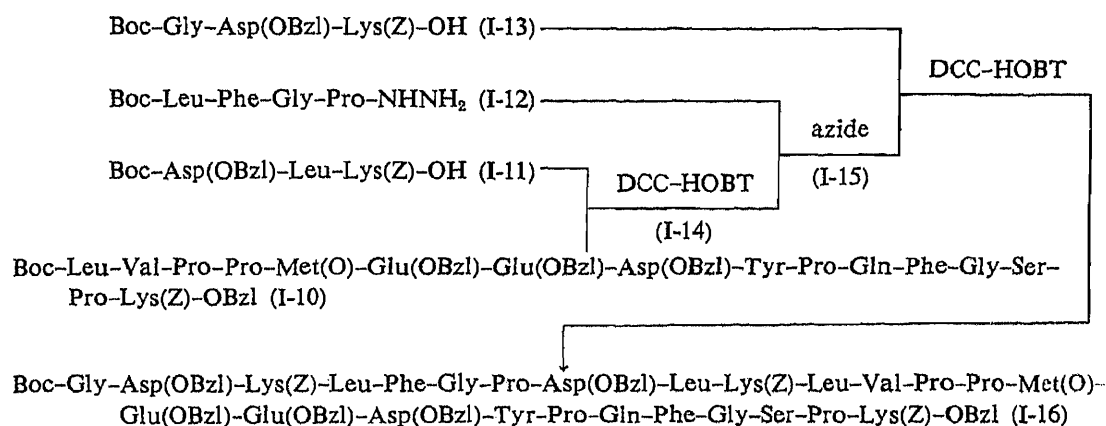 Boc–Gly–Asp(OBzl)–Lys(Z)–OH (I-13)
DCC–HOBT
Boc–Leu–Phe–Gly–Pro–NHNH₂ (I-12)
azide
(I-15)
Boc–Asp(OBzl)–Leu–Lys(Z)–OH (I-11)
DCC–HOBT
(I-14)
Boc–Leu–Val–Pro–Pro–Met(O)–Glu(OBzl)–Glu(OBzl)–Asp(OBzl)–Tyr–Pro–Gln–Phe–Gly–Ser–
Pro–Lys(Z)–OBzl (I-10)
Boc–Gly–Asp(OBzl)–Lys(Z)–Leu–Phe–Gly–Pro–Asp(OBzl)–Leu–Lys(Z)–Leu–Val–Pro–Pro–Met(O)–
Glu(OBzl)–Glu(OBzl)–Asp(OBzl)–Tyr–Pro–Gln–Phe–Gly–Ser–Pro–Lys(Z)–OBzl (I-16)